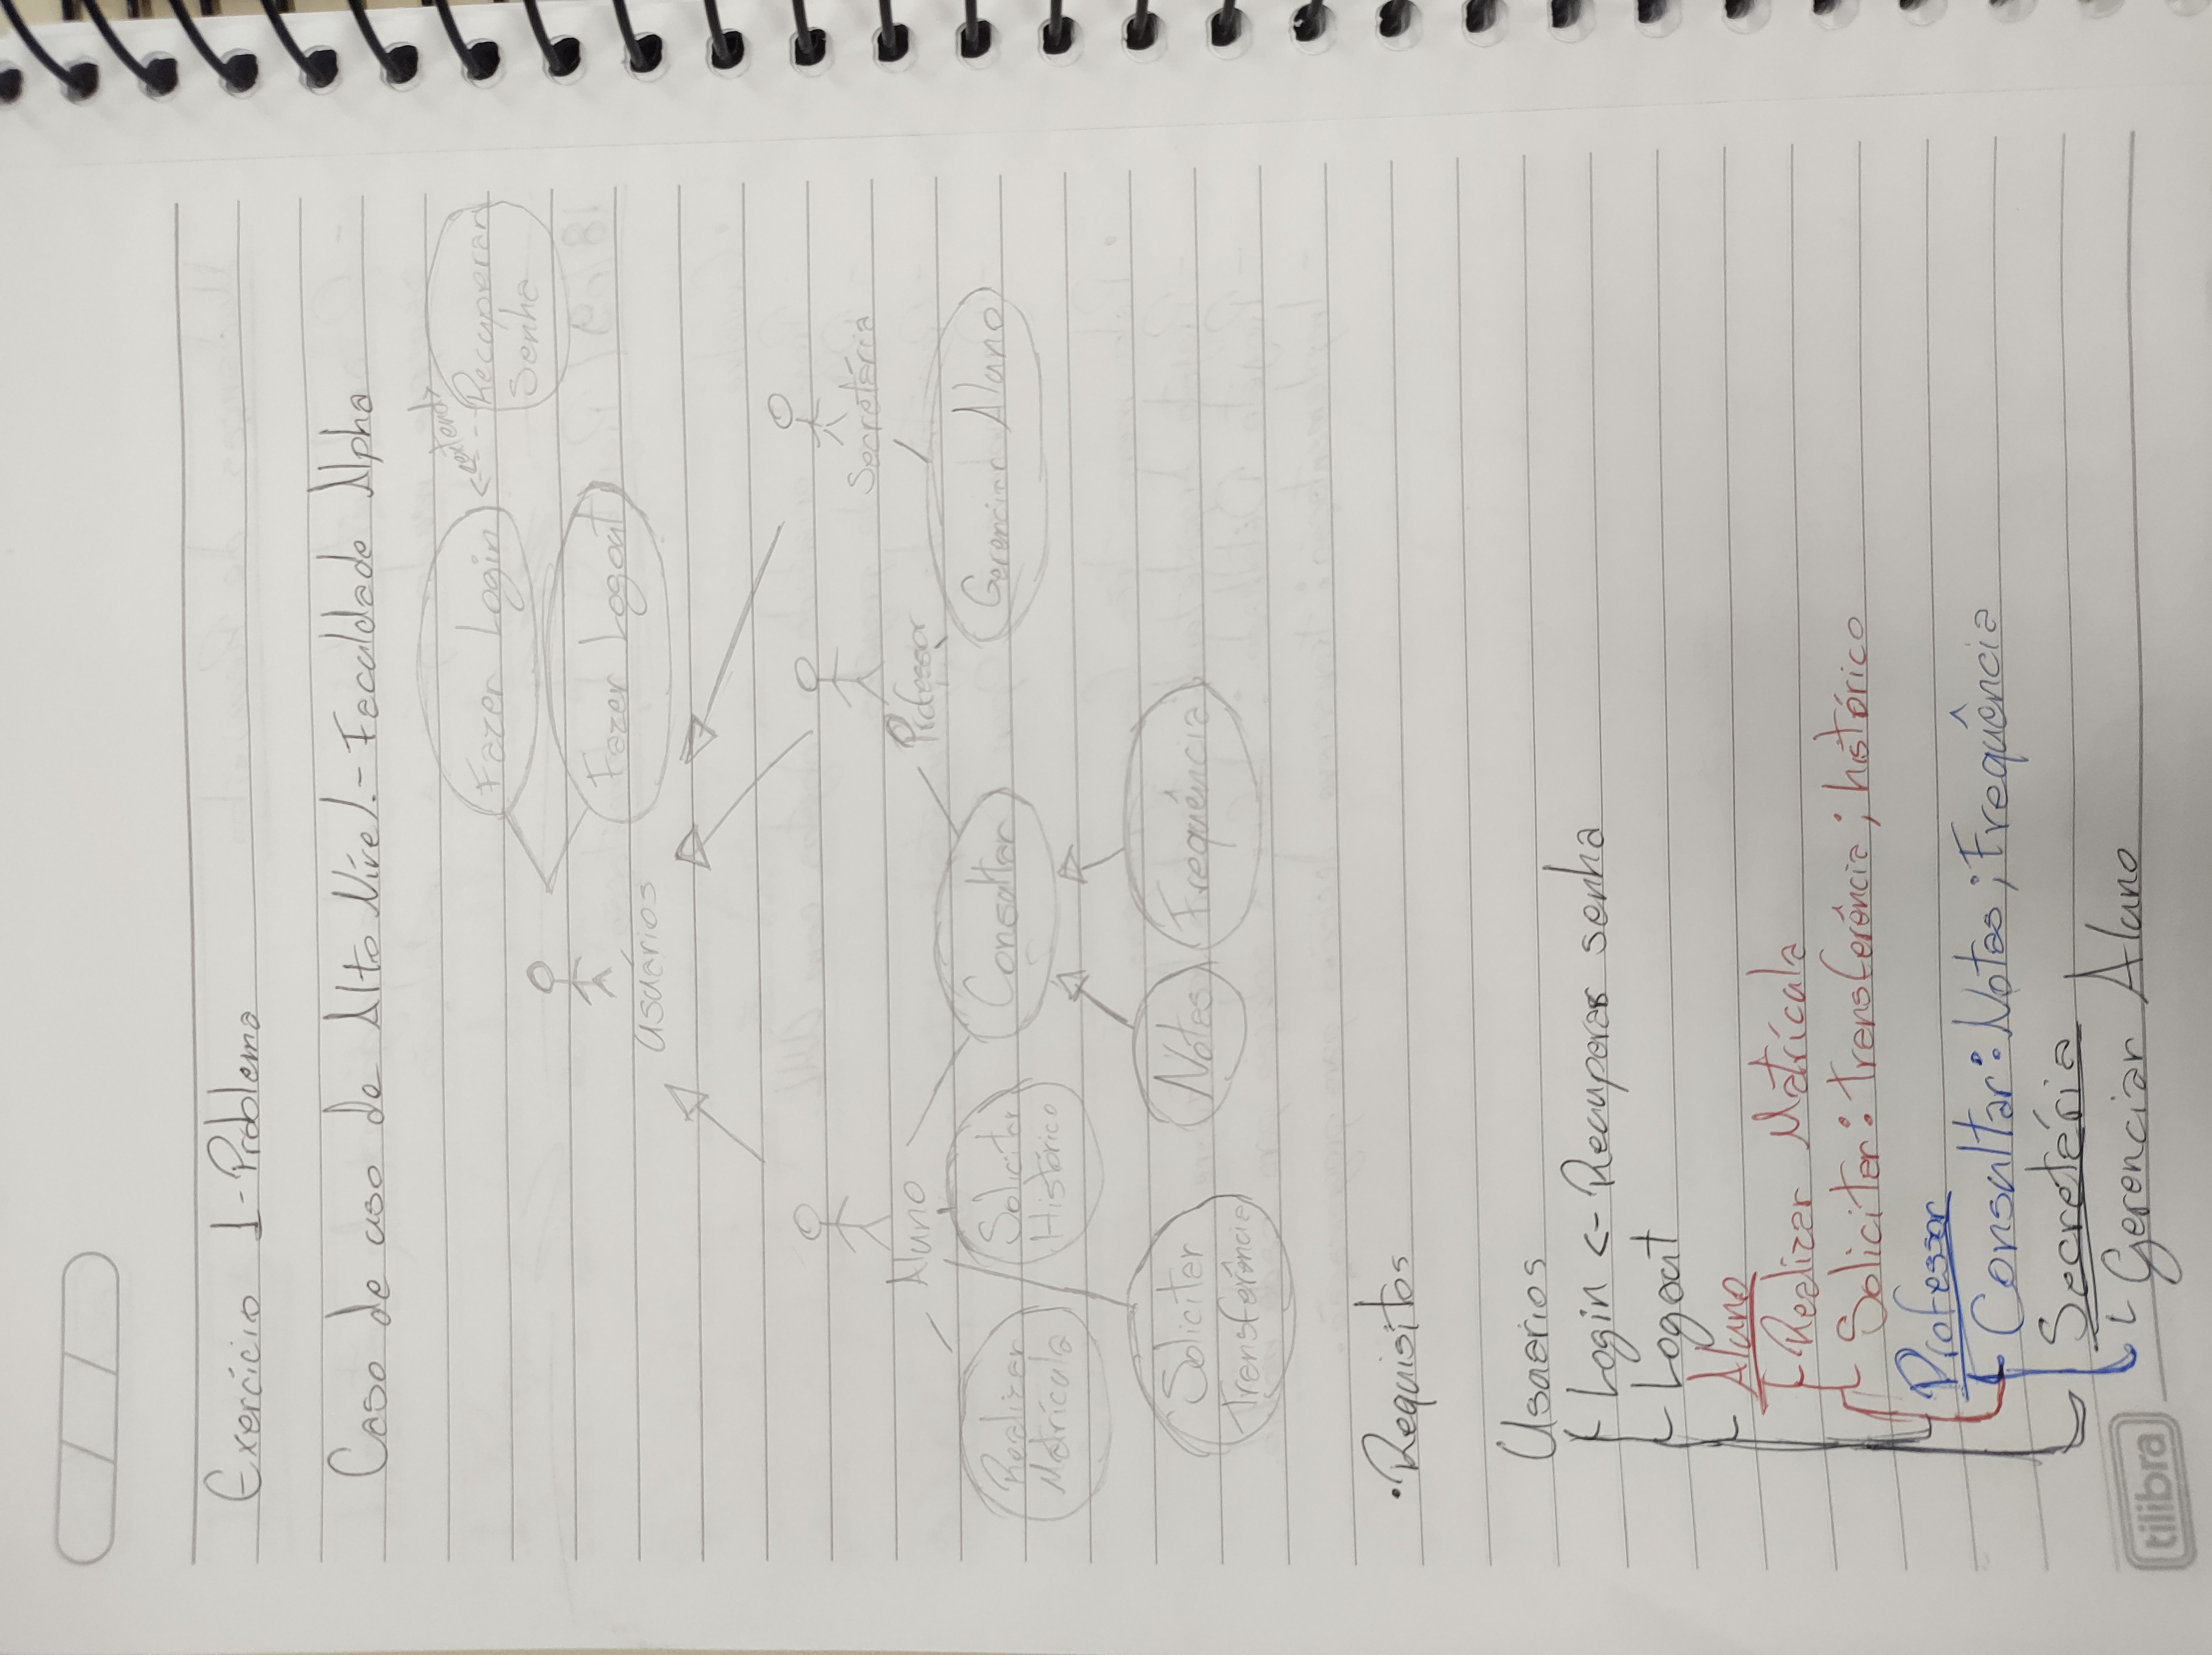 Exercício 1 - Problema
Caso de uso de Alto Nível. - Faculdade Alpha
Fazer Login <<extend>> Recuperar
Senha
Fazer Logout
Usuários
Secretária
Aluno Professor
Realizar Solicitar Consultar Gerenciar Aluno
Matrícula Histórico
Solicitar Notas Frequência
Transferência
• Requisitos
Usuários
Login <- Recuperar senha
Logout
Aluno
Realizar Matrícula
Solicitar: transferência; histórico
Professor
Consultar: Notas; Frequência
Secretária
Gerenciar Aluno
tilibra